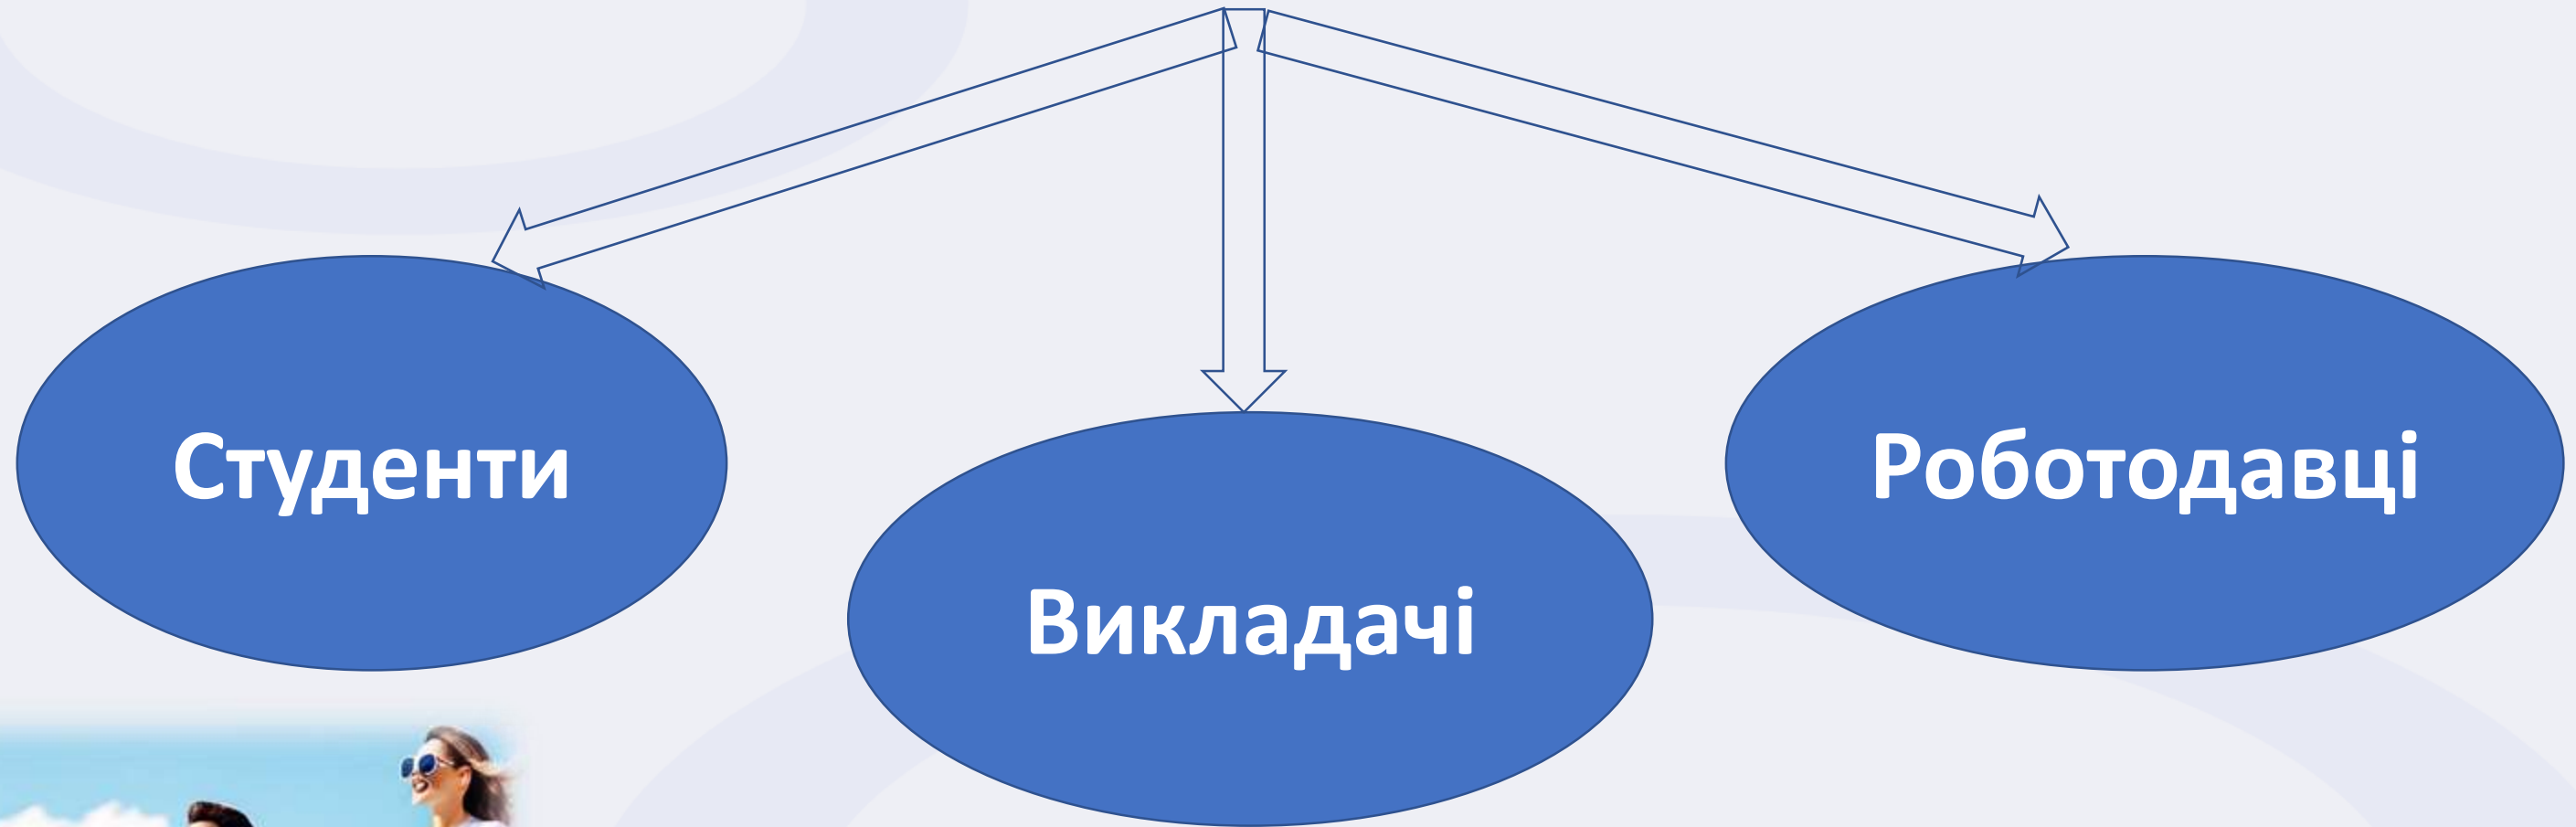 Студенти
Викладачі
Роботодавці